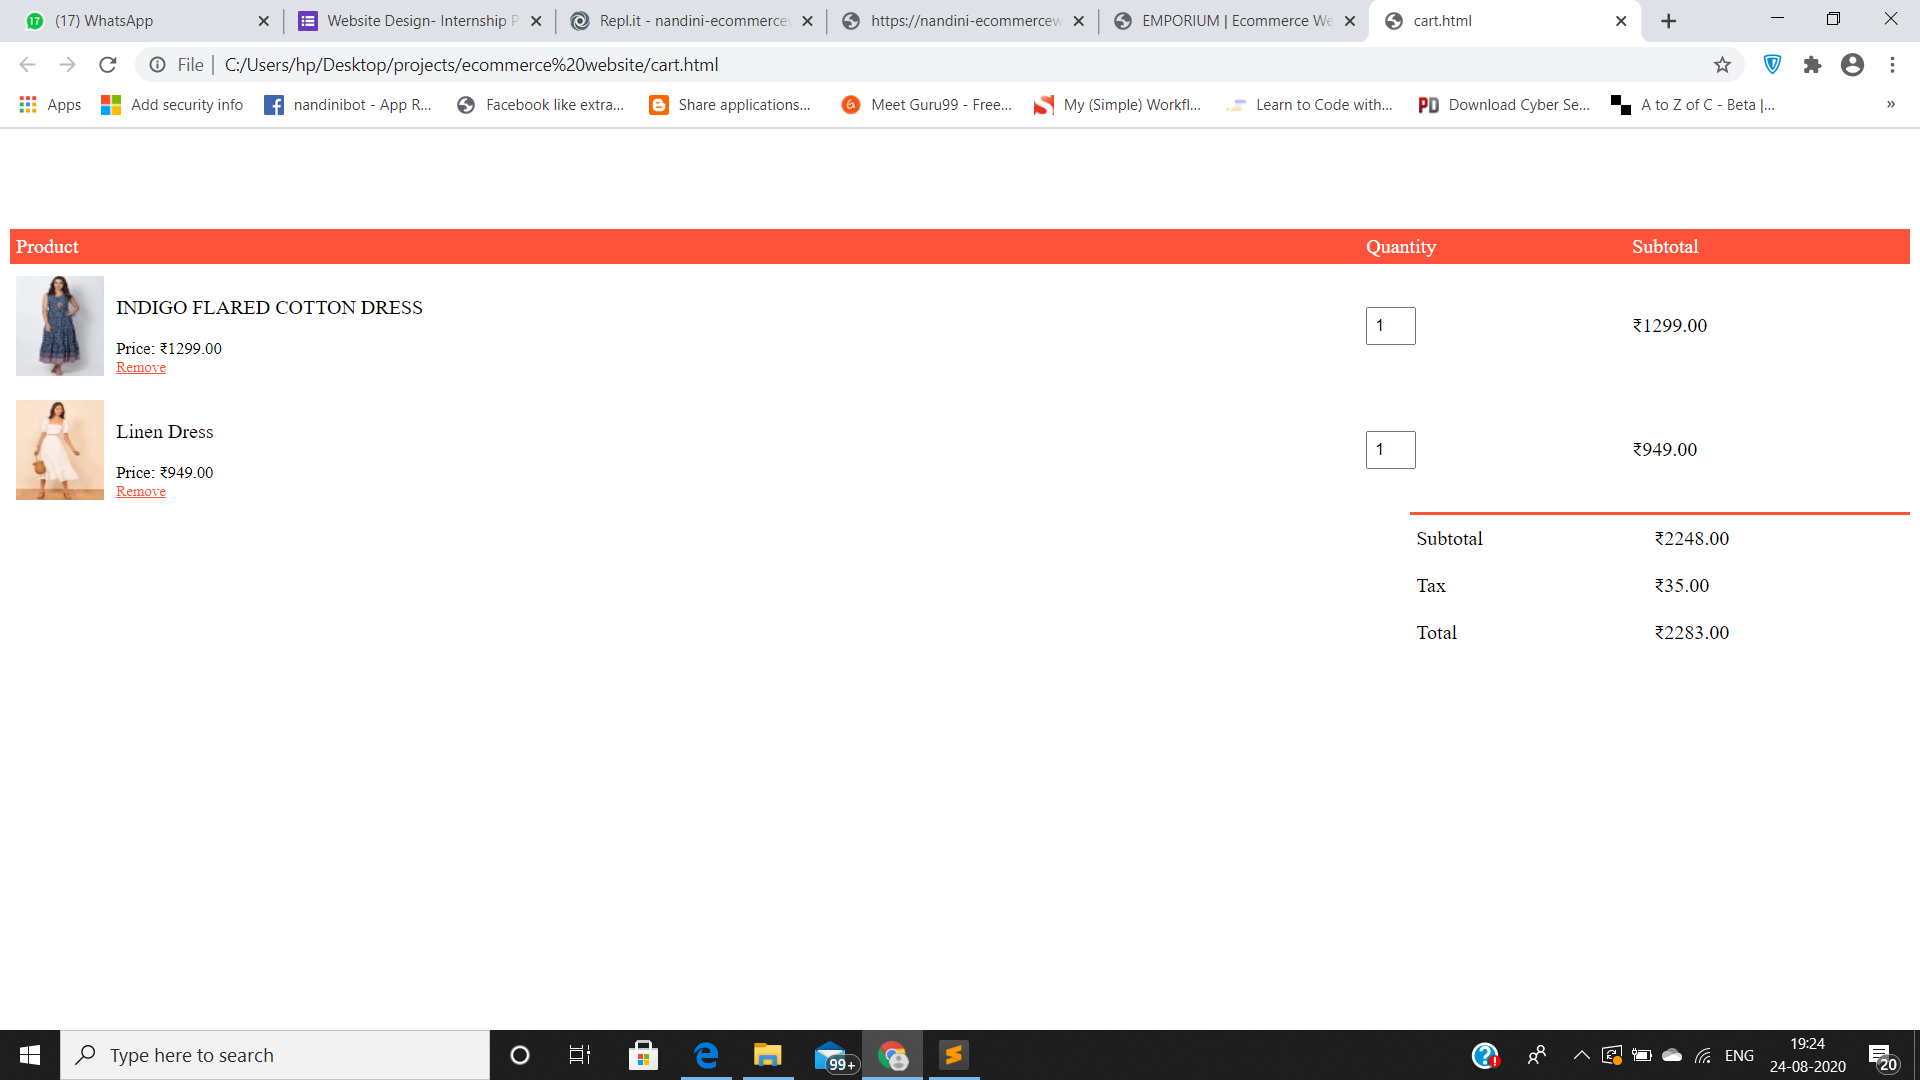 17 (17) WhatsApp
Website Design- Internship P
Repl.it - nandini-ecommercew
https://nandini-ecommercew
EMPORIUM | Ecommerce We
cart.html
File
C:/Users/hp/Desktop/projects/ecommerce%20website/cart.html
Apps
Add security info
nandinibot - App R...
Facebook like extra...
Share applications...
Meet Guru99 - Free...
My (Simple) Workfl...
Learn to Code with...
PD Download Cyber Se...
A to Z of C - Beta |...
»
Product Quantity Subtotal
INDIGO FLARED COTTON DRESS
Price: ₹1299.00
Remove
1
₹1299.00
Linen Dress
Price: ₹949.00
Remove
1
₹949.00
Subtotal ₹2248.00
Tax ₹35.00
Total ₹2283.00
Type here to search
99+
ENG
19:24
24-08-2020
20